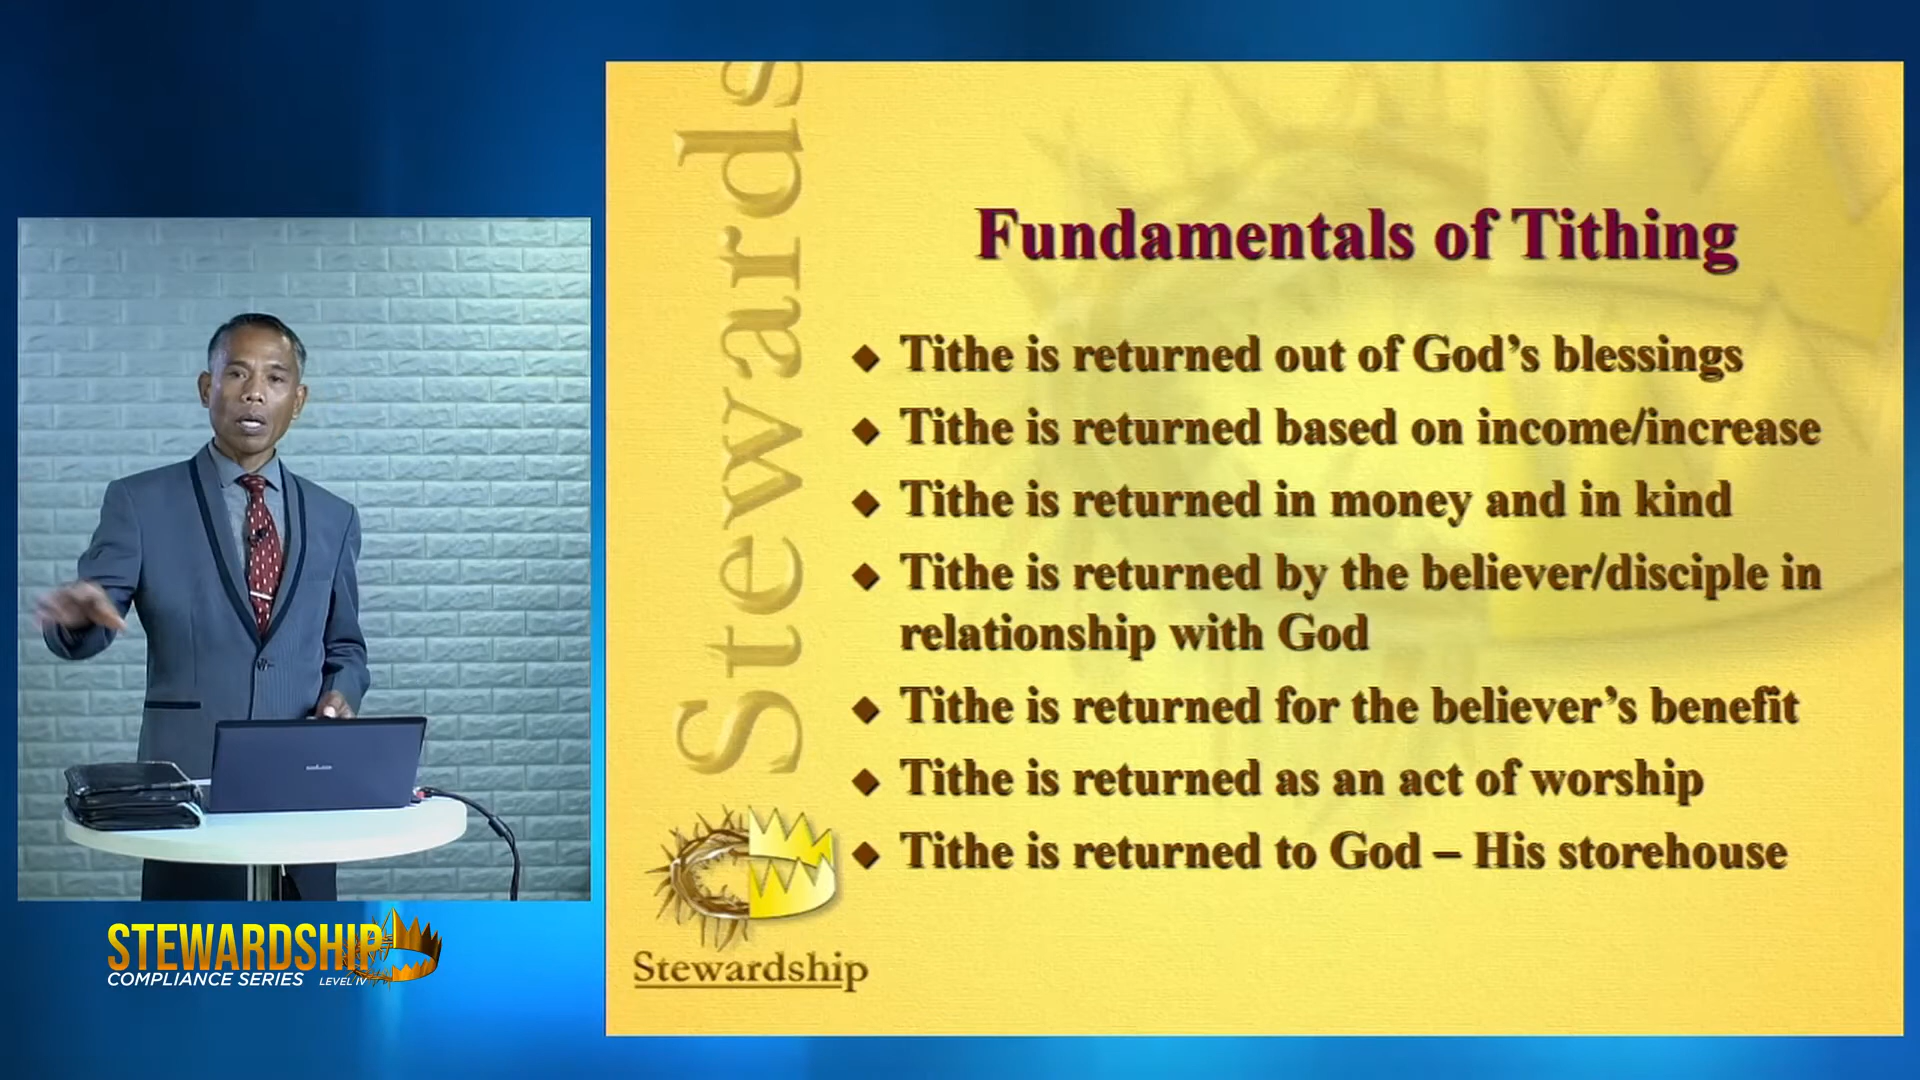 Stewards
Fundamentals of Tithing
◆ Tithe is returned out of God’s blessings
◆ Tithe is returned based on income/increase
◆ Tithe is returned in money and in kind
◆ Tithe is returned by the believer/disciple in
relationship with God
◆ Tithe is returned for the believer’s benefit
◆ Tithe is returned as an act of worship
◆ Tithe is returned to God – His storehouse
Stewardship
STEWARDSHIP
COMPLIANCE SERIES LEVEL IV